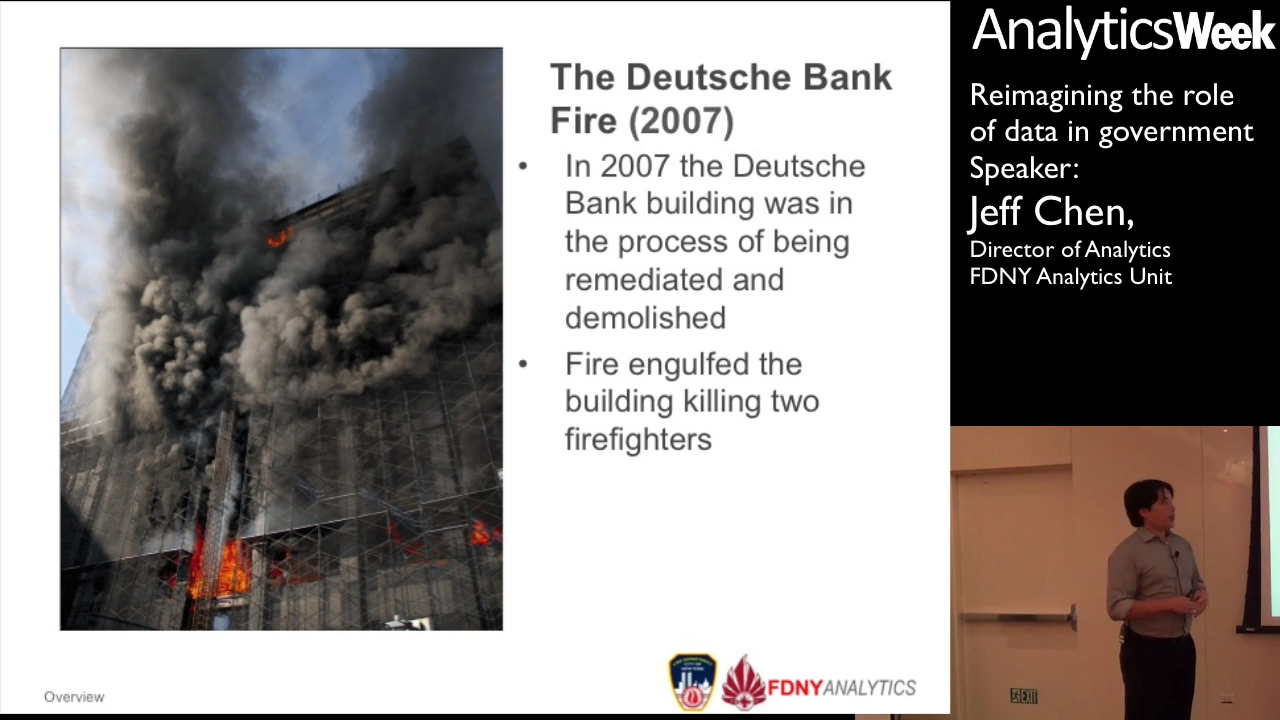 The Deutsche Bank
Fire (2007)
• In 2007 the Deutsche
Bank building was in
the process of being
remediated and
demolished
• Fire engulfed the
building killing two
firefighters
Overview
FDNYANALYTICS
AnalyticsWeek
Reimagining the role
of data in government
Speaker:
Jeff Chen,
Director of Analytics
FDNY Analytics Unit
EXIT